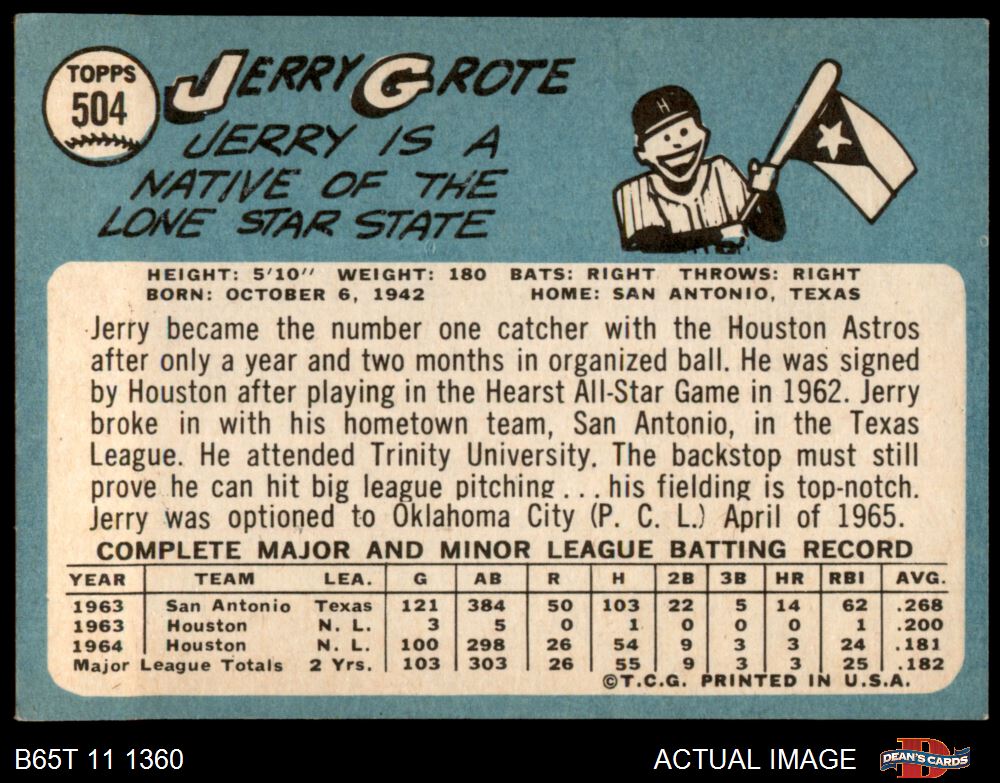 TOPPS
504
JERRY GROTE
JERRY IS A
NATIVE OF THE
LONE STAR STATE
H
HEIGHT: 5'10" WEIGHT: 180 BATS: RIGHT THROWS: RIGHT
BORN: OCTOBER 6, 1942 HOME: SAN ANTONIO, TEXAS
Jerry became the number one catcher with the Houston Astros
after only a year and two months in organized ball. He was signed
by Houston after playing in the Hearst All-Star Game in 1962. Jerry
broke in with his hometown team, San Antonio, in the Texas
League. He attended Trinity University. The backstop must still
prove he can hit big league pitching . . . his fielding is top-notch.
Jerry was optioned to Oklahoma City (P. C. L.) April of 1965.
COMPLETE MAJOR AND MINOR LEAGUE BATTING RECORD
YEAR TEAM LEA. G AB R H 2B 3B HR RBI AVG.
1963 San Antonio Texas 121 384 50 103 22 5 14 62 .268
1963 Houston N. L. 3 5 0 1 0 0 0 1 .200
1964 Houston N. L. 100 298 26 54 9 3 3 24 .181
Major League Totals 2 Yrs. 103 303 26 55 9 3 3 25 .182
©T.C.G. PRINTED IN U.S.A.
B65T 11 1360 ACTUAL IMAGE DEAN'S CARDS